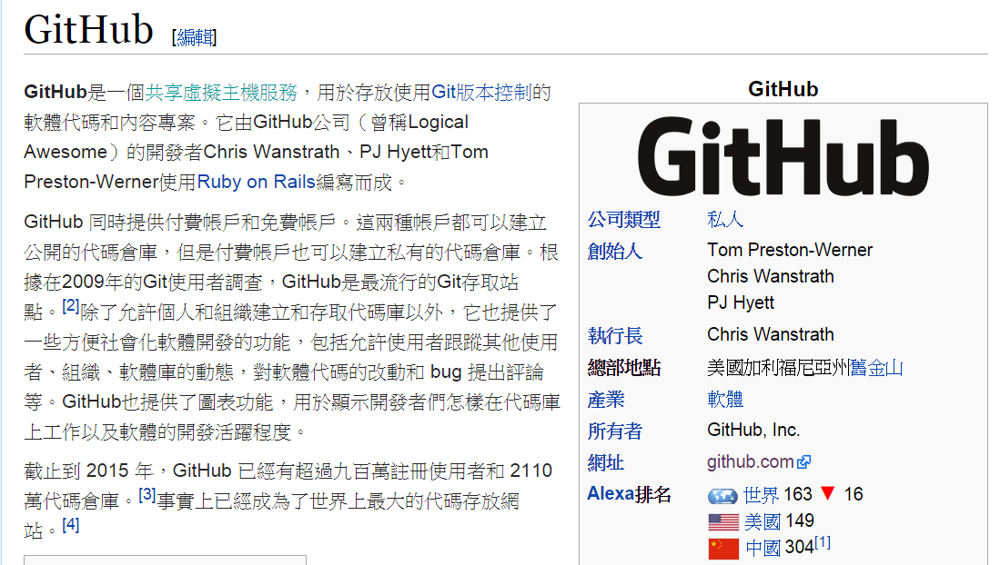 GitHub [編輯]
GitHub是一個共享虛擬主機服務，用於存放使用Git版本控制的
軟體代碼和內容專案。它由GitHub公司（曾稱Logical
Awesome）的開發者Chris Wanstrath、PJ Hyett和Tom
Preston-Werner使用Ruby on Rails編寫而成。
GitHub 同時提供付費帳戶和免費帳戶。這兩種帳戶都可以建立
公開的代碼倉庫，但是付費帳戶也可以建立私有的代碼倉庫。根
據在2009年的Git使用者調查，GitHub是最流行的Git存取站
點。[2]除了允許個人和組織建立和存取代碼庫以外，它也提供了
一些方便社會化軟體開發的功能，包括允許使用者跟蹤其他使用
者、組織、軟體庫的動態，對軟體代碼的改動和 bug 提出評論
等。GitHub也提供了圖表功能，用於顯示開發者們怎樣在代碼庫
上工作以及軟體的開發活躍程度。
截止到 2015 年，GitHub 已經有超過九百萬註冊使用者和 2110
萬代碼倉庫。[3]事實上已經成為了世界上最大的代碼存放網
站。[4]
GitHub
GitHub
公司類型 私人
創始人 Tom Preston-Werner
Chris Wanstrath
PJ Hyett
執行長 Chris Wanstrath
總部地點 美國加利福尼亞州舊金山
產業 軟體
所有者 GitHub, Inc.
網址 github.com
Alexa排名 世界 163 ▼ 16
美國 149
中國 304[1]